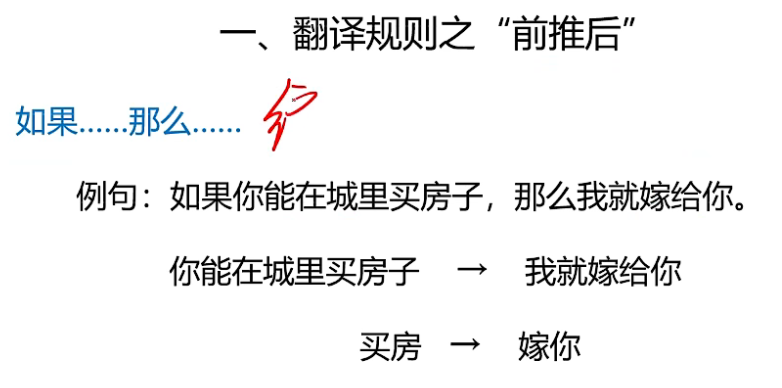 一、翻译规则之“前推后”
如果……那么……
例句：如果你能在城里买房子，那么我就嫁给你。
你能在城里买房子 → 我就嫁给你
买房 → 嫁你